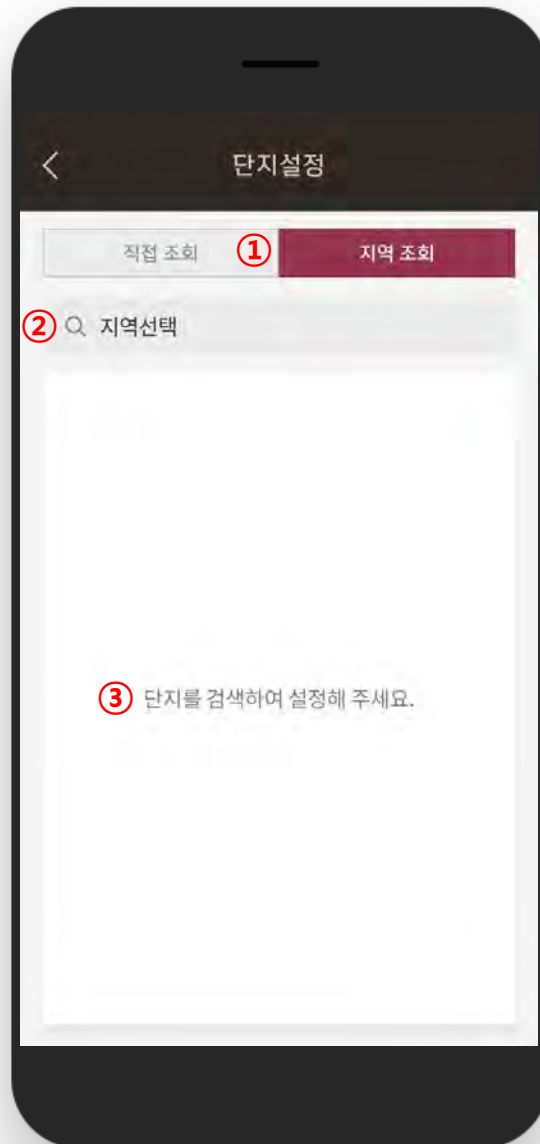 단지설정
직접 조회 ① 지역 조회
② 지역선택
③ 단지를 검색하여 설정해 주세요.